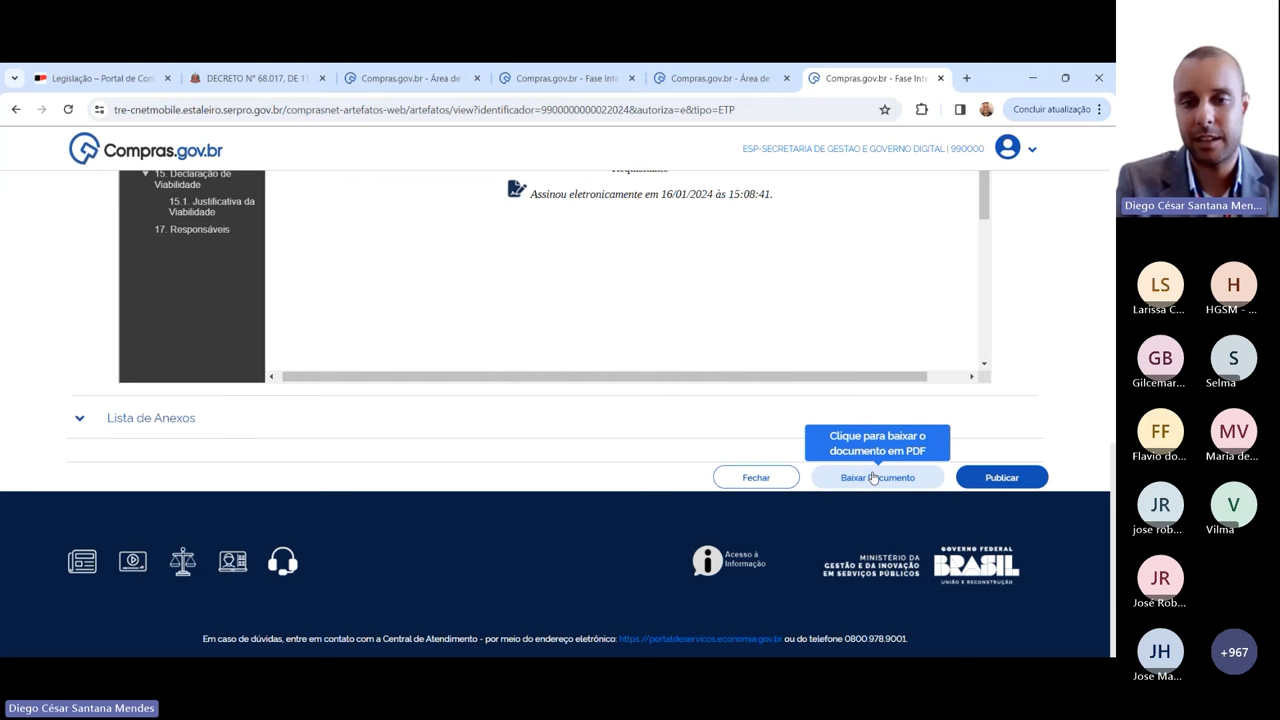 Legislação – Portal de Com
DECRETO N° 68.017, DE 11
Compras.gov.br - Área de
Compras.gov.br - Fase Inte
Compras.gov.br - Área de
Compras.gov.br - Fase Inte
tre-cnetmobile.estaleiro.serpro.gov.br/comprasnet-artefatos-web/artefatos/view?identificador=9900000000022024&autoriza=e&tipo=ETP
Concluir atualização
Compras.gov.br
ESP-SECRETARIA DE GESTAO E GOVERNO DIGITAL | 990000
Diego César Santana Men...
15. Declaração de
Viabilidade
15.1. Justificativa da
Viabilidade
17. Responsáveis
Requisitante
Assinou eletronicamente em 16/01/2024 às 15:08:41.
Lista de Anexos
Clique para baixar o
documento em PDF
Fechar
Baixar documento
Publicar
Acesso à
Informação
MINISTÉRIO DA
GESTÃO E DA INOVAÇÃO
EM SERVIÇOS PÚBLICOS
GOVERNO FEDERAL
BRASIL
UNIÃO E RECONSTRUÇÃO
Em caso de dúvidas, entre em contato com a Central de Atendimento - por meio do endereço eletrônico: https://portaldeservicos.economia.gov.br ou do telefone 0800.978.9001.
LS
Larissa C...
H
HGSM - ...
GB
Gilcemar...
S
Selma
FF
Flavio do...
MV
Maria de...
JR
jose rob...
V
Vilma
JR
José Rob...
JH
Jose Ma...
+967
Diego César Santana Mendes